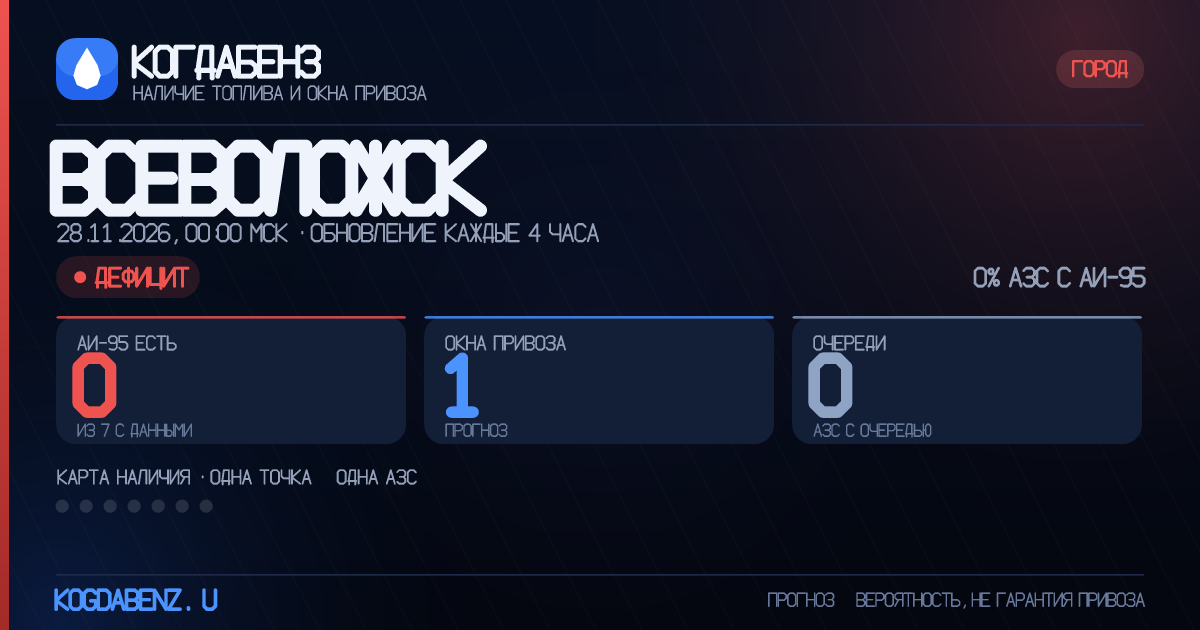 КОГДАБЕНЗ
НАЛИЧИЕ ТОПЛИВА И ОКНА ПРИВОЗА
ГОРОД
ВСЕВОЛОЖСК
28.11.2026, 00:00 МСК · ОБНОВЛЕНИЕ КАЖДЫЕ 4 ЧАСА
ДЕФИЦИТ
0% АЗС С АИ-95
АИ-95 ЕСТЬ
0
ИЗ 7 С ДАННЫМИ
ОКНА ПРИВОЗА
1
ПРОГНОЗ
ОЧЕРЕДИ
0
АЗС С ОЧЕРЕДЬЮ
КАРТА НАЛИЧИЯ · ОДНА ТОЧКА ОДНА АЗС
KOGDABENZ. U
ПРОГНОЗ ВЕРОЯТНОСТЬ, НЕ ГАРАНТИЯ ПРИВОЗА